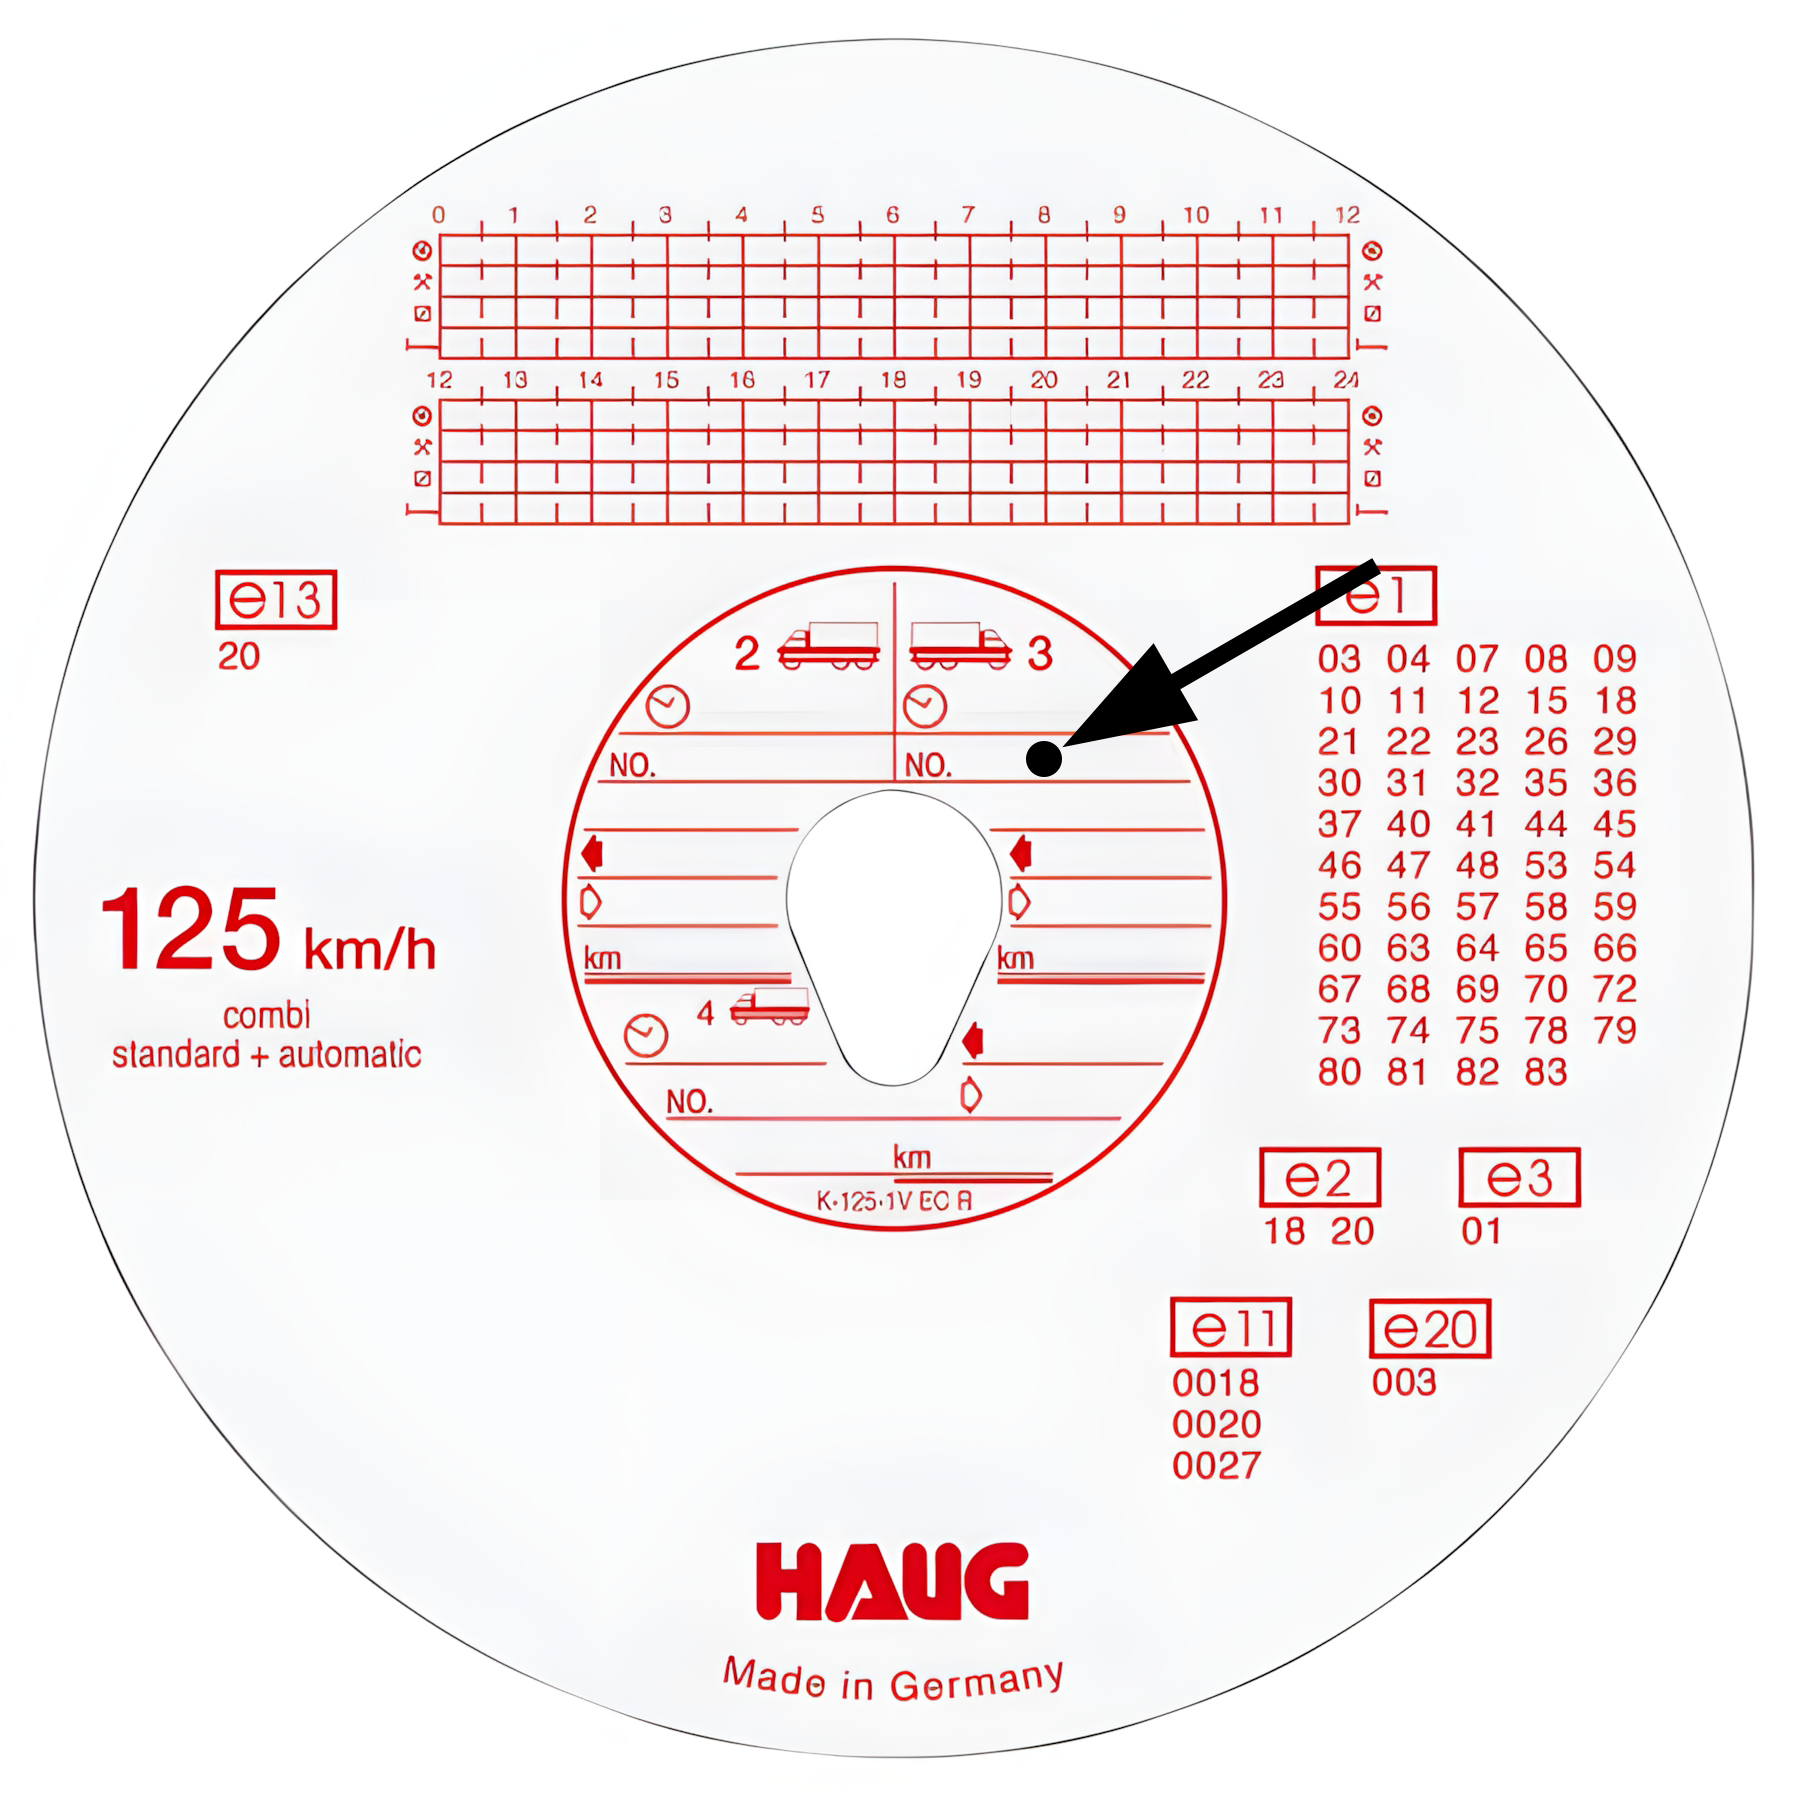 0 1 2 3 4 5 6 7 8 9 10 11 12
12 13 14 15 16 17 18 19 20 21 22 23 24
e13
20
e1
03 04 07 08 09
10 11 12 15 18
21 22 23 26 29
30 31 32 35 36
37 40 41 44 45
46 47 48 53 54
55 56 57 58 59
60 63 64 65 66
67 68 69 70 72
73 74 75 78 79
80 81 82 83
2 3
NO. NO.
km km
4
NO.
km
K-125-1V EC R
125 km/h
combi
standard + automatic
e2
18 20
e3
01
e11
0018
0020
0027
e20
003
HAUG
Made in Germany